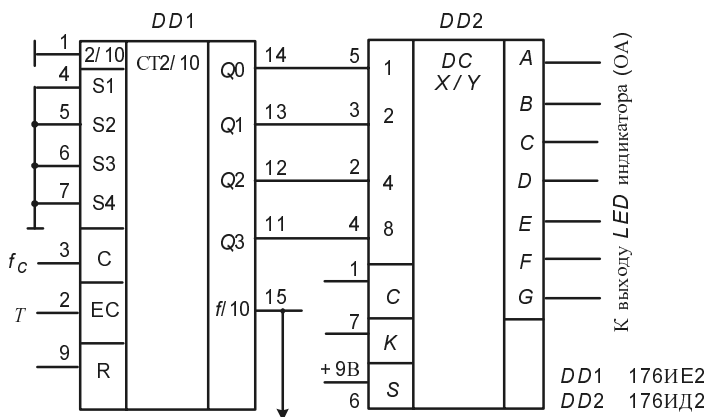 DD1
DD2
1
2/10
CT2/10
4
S1
5
S2
6
S3
7
S4
fC
3
C
T
2
EC
9
R
Q0
14
Q1
13
Q2
12
Q3
11
f/10
15
5
1
3
2
2
4
4
8
1
C
7
K
+9В
6
S
DC
X/Y
A
B
C
D
E
F
G
К выходу LED индикатора (ОА)
DD1 176ИЕ2
DD2 176ИД2